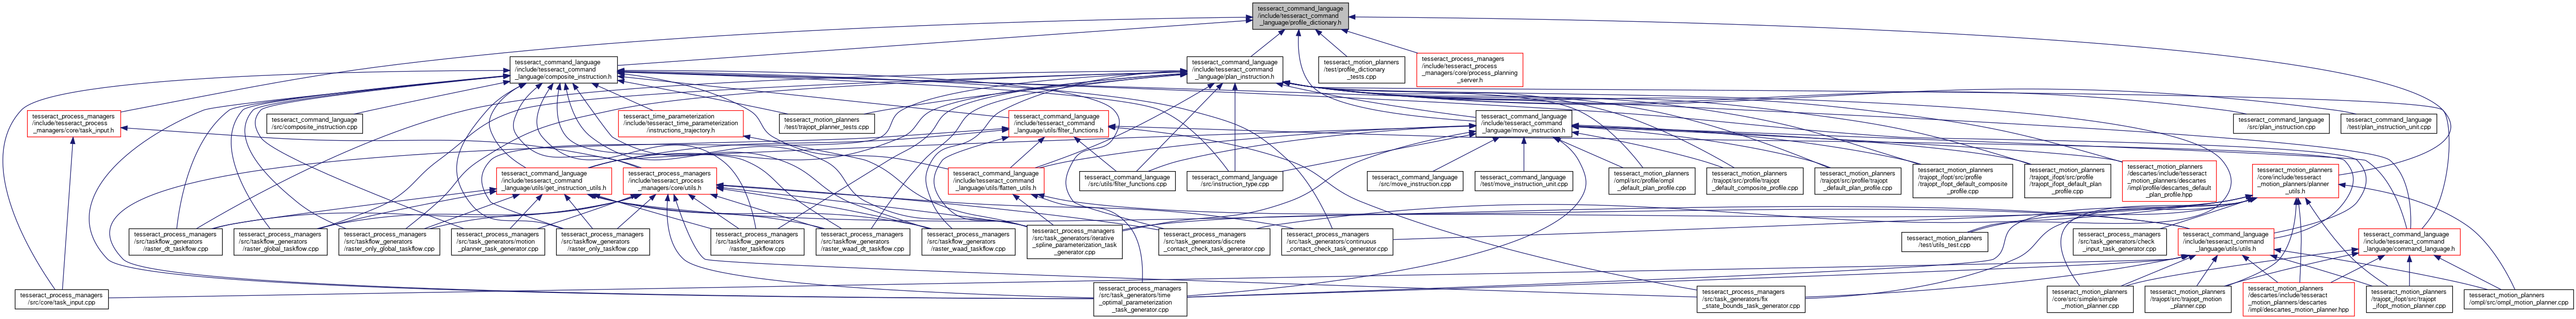 tesseract_command_language
/include/tesseract_command
_language/profile_dictionary.h
tesseract_command_language
/include/tesseract_command
_language/composite_instruction.h
tesseract_command_language
/include/tesseract_command
_language/plan_instruction.h
tesseract_motion_planners
/test/profile_dictionary
_tests.cpp
tesseract_process_managers
/include/tesseract_process
_managers/core/process_planning
_server.h
tesseract_process_managers
/include/tesseract_process
_managers/core/task_input.h
tesseract_command_language
/src/composite_instruction.cpp
tesseract_time_parameterization
/include/tesseract_time_parameterization
/instructions_trajectory.h
tesseract_motion_planners
/test/trajopt_planner_tests.cpp
tesseract_command_language
/include/tesseract_command
_language/utils/filter_functions.h
tesseract_command_language
/include/tesseract_command
_language/move_instruction.h
tesseract_command_language
/src/plan_instruction.cpp
tesseract_command_language
/test/plan_instruction_unit.cpp
tesseract_command_language
/include/tesseract_command
_language/utils/get_instruction_utils.h
tesseract_process_managers
/include/tesseract_process
_managers/core/utils.h
tesseract_command_language
/include/tesseract_command
_language/utils/flatten_utils.h
tesseract_command_language
/src/utils/filter_functions.cpp
tesseract_command_language
/src/instruction_type.cpp
tesseract_command_language
/src/move_instruction.cpp
tesseract_command_language
/test/move_instruction_unit.cpp
tesseract_motion_planners
/ompl/src/profile/ompl
_default_plan_profile.cpp
tesseract_motion_planners
/trajopt/src/profile/trajopt
_default_composite_profile.cpp
tesseract_motion_planners
/trajopt/src/profile/trajopt
_default_plan_profile.cpp
tesseract_motion_planners
/trajopt_ifopt/src/profile
/trajopt_ifopt_default_composite
_profile.cpp
tesseract_motion_planners
/trajopt_ifopt/src/profile
/trajopt_ifopt_default_plan
_profile.cpp
tesseract_motion_planners
/descartes/include/tesseract
_motion_planners/descartes
/impl/profile/descartes_default
_plan_profile.hpp
tesseract_motion_planners
/core/include/tesseract
_motion_planners/planner
_utils.h
tesseract_process_managers
/src/taskflow_generators
/raster_dt_taskflow.cpp
tesseract_process_managers
/src/taskflow_generators
/raster_global_taskflow.cpp
tesseract_process_managers
/src/taskflow_generators
/raster_only_global_taskflow.cpp
tesseract_process_managers
/src/task_generators/motion
_planner_task_generator.cpp
tesseract_process_managers
/src/taskflow_generators
/raster_only_taskflow.cpp
tesseract_process_managers
/src/taskflow_generators
/raster_taskflow.cpp
tesseract_process_managers
/src/taskflow_generators
/raster_waad_dt_taskflow.cpp
tesseract_process_managers
/src/taskflow_generators
/raster_waad_taskflow.cpp
tesseract_process_managers
/src/task_generators/iterative
_spline_parameterization_task
_generator.cpp
tesseract_process_managers
/src/task_generators/discrete
_contact_check_task_generator.cpp
tesseract_process_managers
/src/task_generators/continuous
_contact_check_task_generator.cpp
tesseract_motion_planners
/test/utils_test.cpp
tesseract_process_managers
/src/task_generators/check
_input_task_generator.cpp
tesseract_command_language
/include/tesseract_command
_language/utils/utils.h
tesseract_command_language
/include/tesseract_command
_language/command_language.h
tesseract_process_managers
/src/core/task_input.cpp
tesseract_process_managers
/src/task_generators/time
_optimal_parameterization
_task_generator.cpp
tesseract_process_managers
/src/task_generators/fix
_state_bounds_task_generator.cpp
tesseract_motion_planners
/core/src/simple/simple
_motion_planner.cpp
tesseract_motion_planners
/trajopt/src/trajopt_motion
_planner.cpp
tesseract_motion_planners
/descartes/include/tesseract
_motion_planners/descartes
/impl/descartes_motion_planner.hpp
tesseract_motion_planners
/trajopt_ifopt/src/trajopt
_ifopt_motion_planner.cpp
tesseract_motion_planners
/ompl/src/ompl_motion_planner.cpp